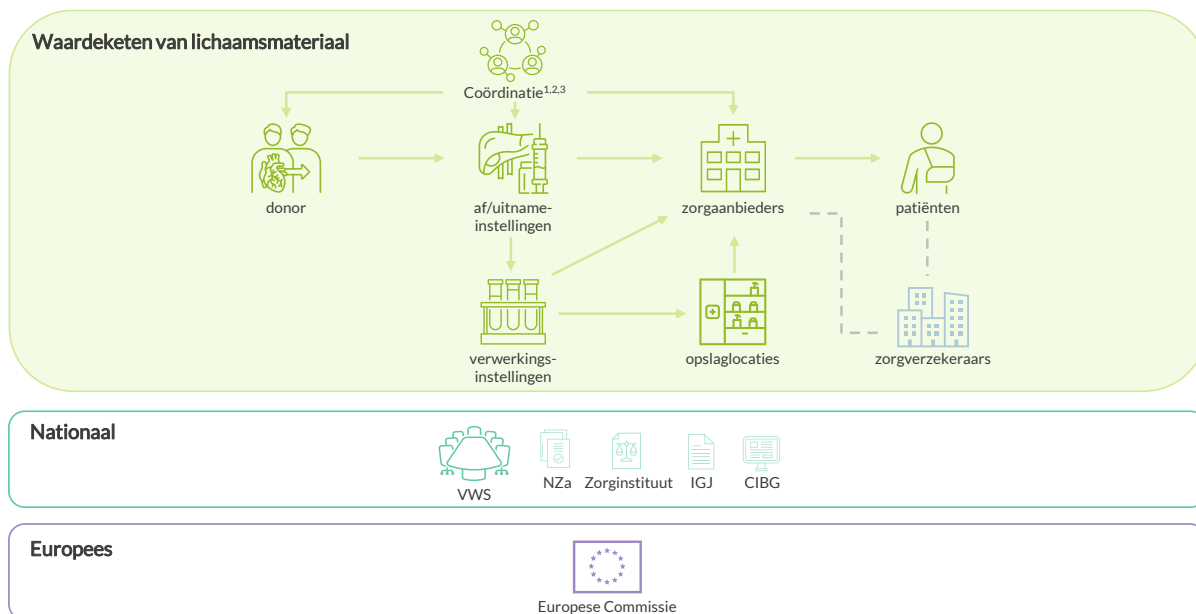 Waardeketen van lichaamsmateriaal
Coördinatie1,2,3
donor
af/uitname-
instellingen
zorgaanbieders
patiënten
verwerkings-
instellingen
opslaglocaties
zorgverzekeraars
Nationaal
VWS
NZa
Zorginstituut
IGJ
CIBG
Europees
Europese Commissie